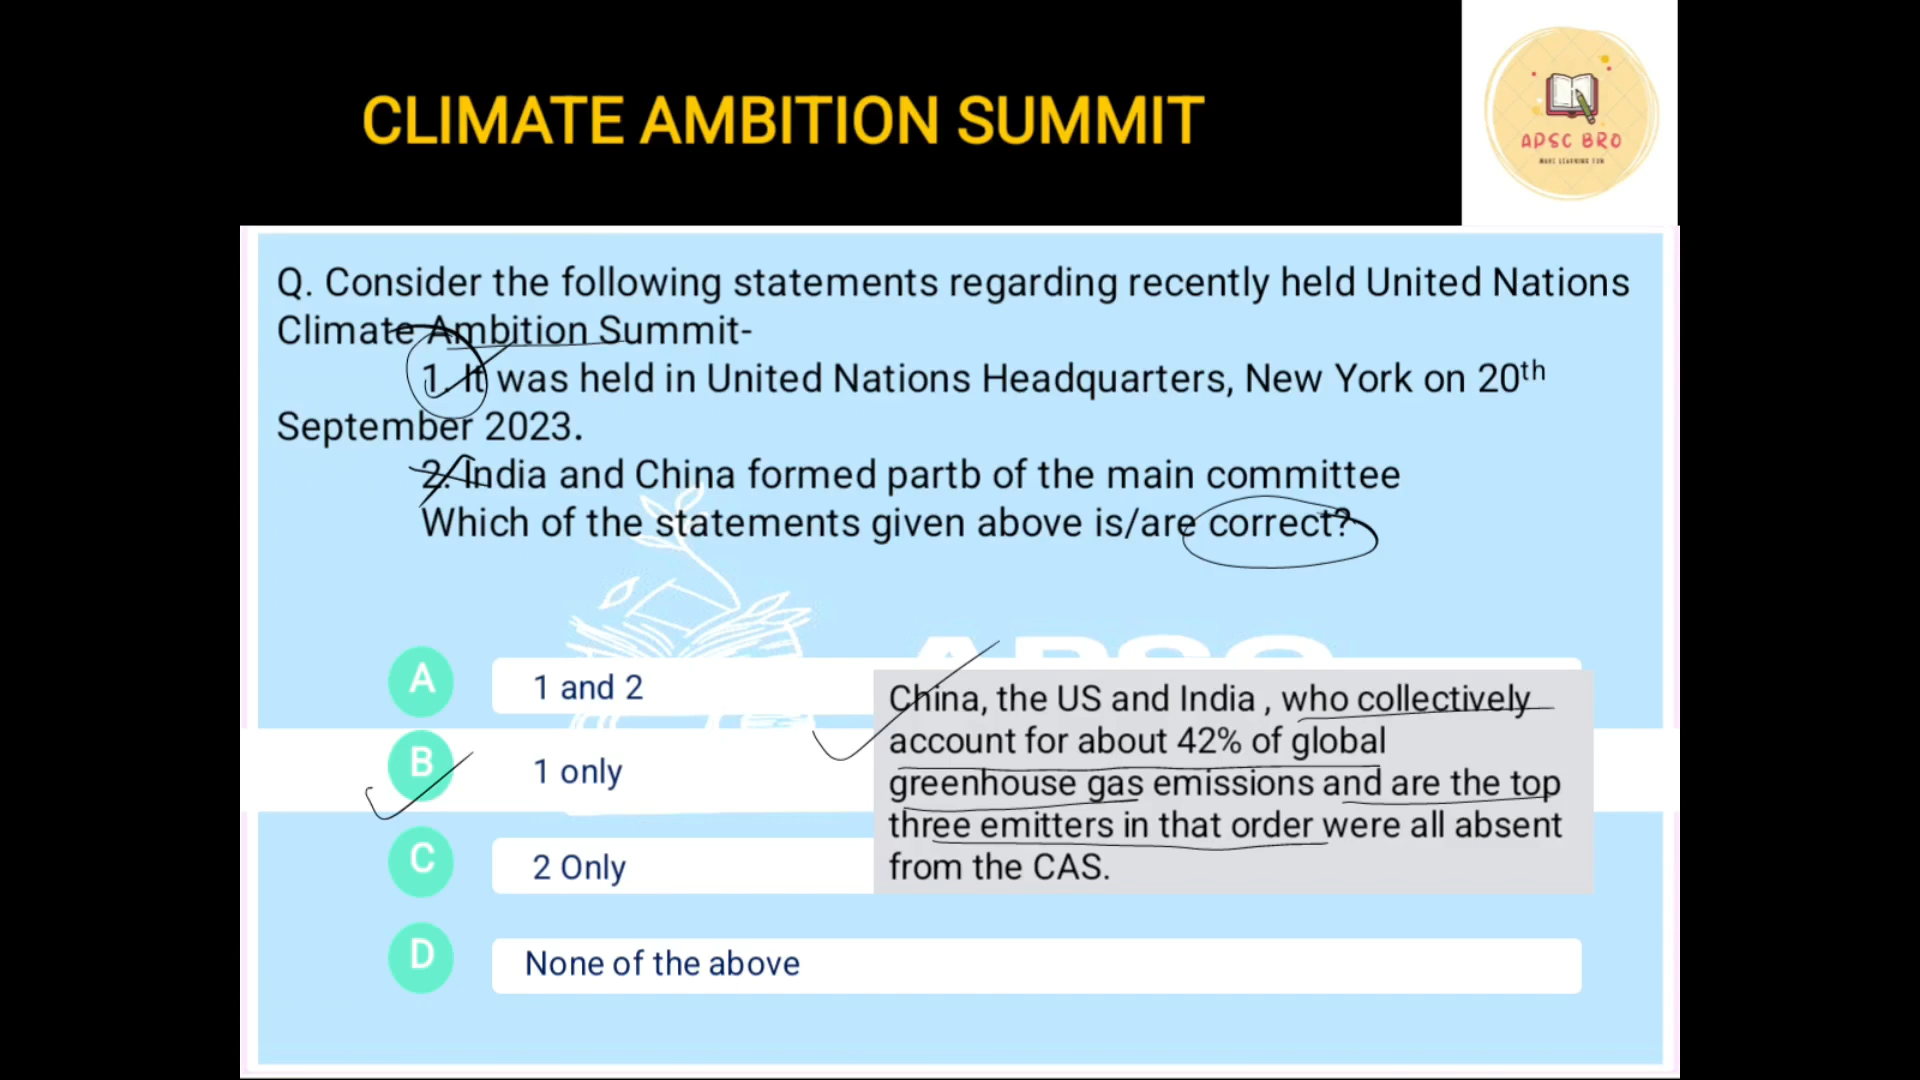 CLIMATE AMBITION SUMMIT
APSC BRO
MAKE LEARNING FUN
Q. Consider the following statements regarding recently held United Nations
Climate Ambition Summit-
1. It was held in United Nations Headquarters, New York on 20th
September 2023.
2. India and China formed partb of the main committee
Which of the statements given above is/are correct?
APSC
A 1 and 2
B 1 only
C 2 Only
D None of the above
China, the US and India , who collectively
account for about 42% of global
greenhouse gas emissions and are the top
three emitters in that order were all absent
from the CAS.